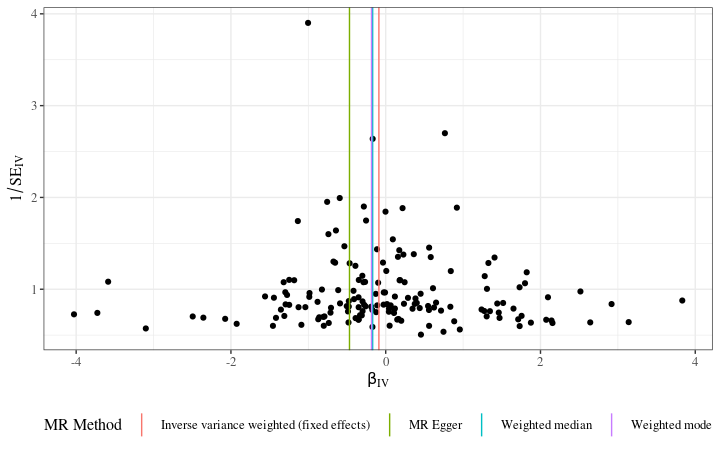 4
3
2
1
1/SE_IV
-4
-2
0
2
4
β_IV
MR Method
Inverse variance weighted (fixed effects)
MR Egger
Weighted median
Weighted mode